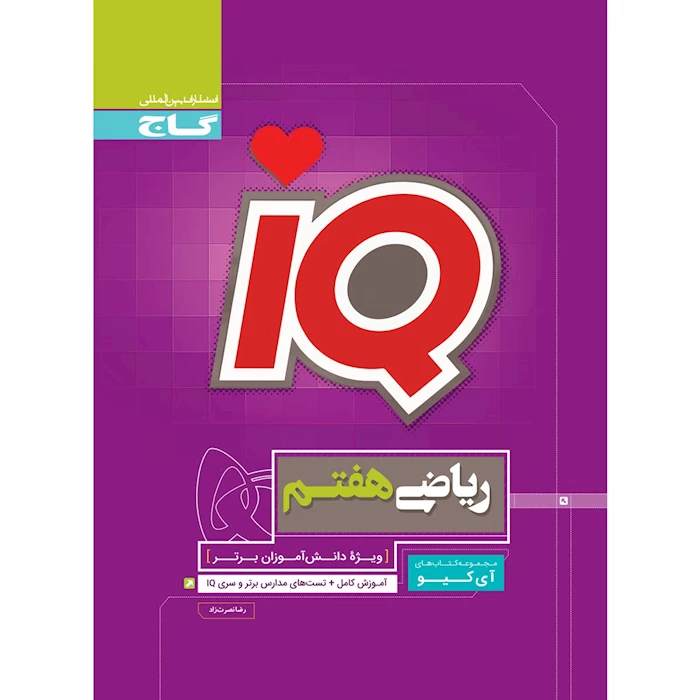 انتشارات بین‌المللی
گاج
IQ
ریاضی هفتم
[ ویژهٔ دانش‌آموزان برتر ]
مجموعه کتاب‌های
آی کیو
آموزش کامل + تست‌های مدارس برتر و سری IQ
رضا نصرت‌زاد